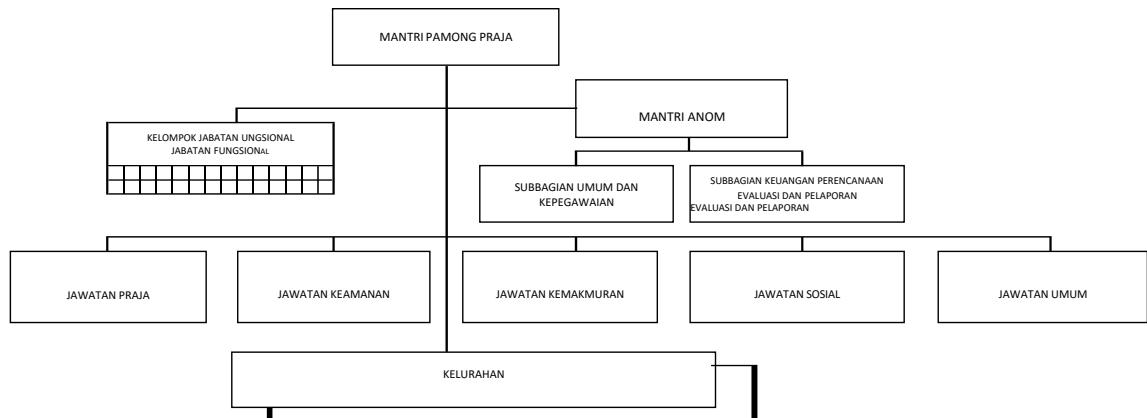 MANTRI PAMONG PRAJA
MANTRI ANOM
KELOMPOK JABATAN UNGSIONAL
JABATAN FUNGSIONAL
SUBBAGIAN UMUM DAN
KEPEGAWAIAN
SUBBAGIAN KEUANGAN PERENCANAAN
EVALUASI DAN PELAPORAN
EVALUASI DAN PELAPORAN
JAWATAN PRAJA
JAWATAN KEAMANAN
JAWATAN KEMAKMURAN
JAWATAN SOSIAL
JAWATAN UMUM
KELURAHAN